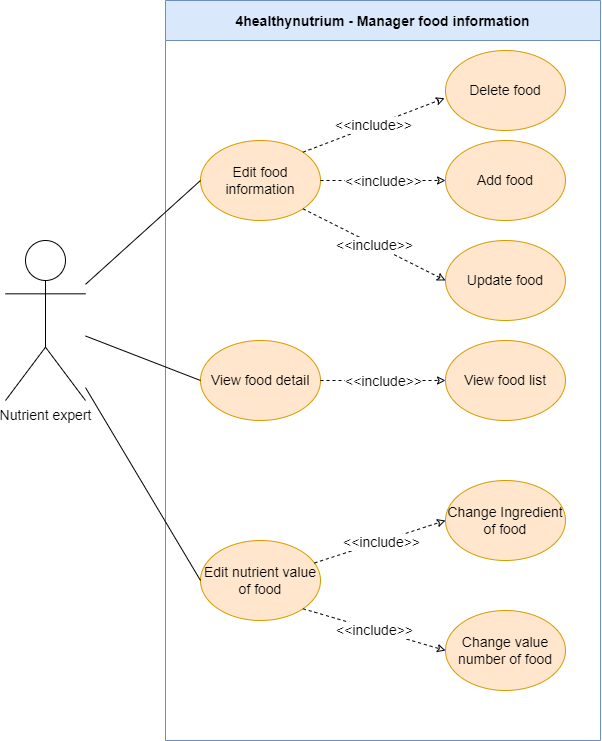 4healthynutrium - Manager food information
Delete food
<<include>>
Edit food
information
<<include>>
Add food
<<include>>
Update food
View food detail
<<include>>
View food list
Nutrient expert
Change Ingredient
of food
<<include>>
Edit nutrient value
of food
<<include>>
Change value
number of food